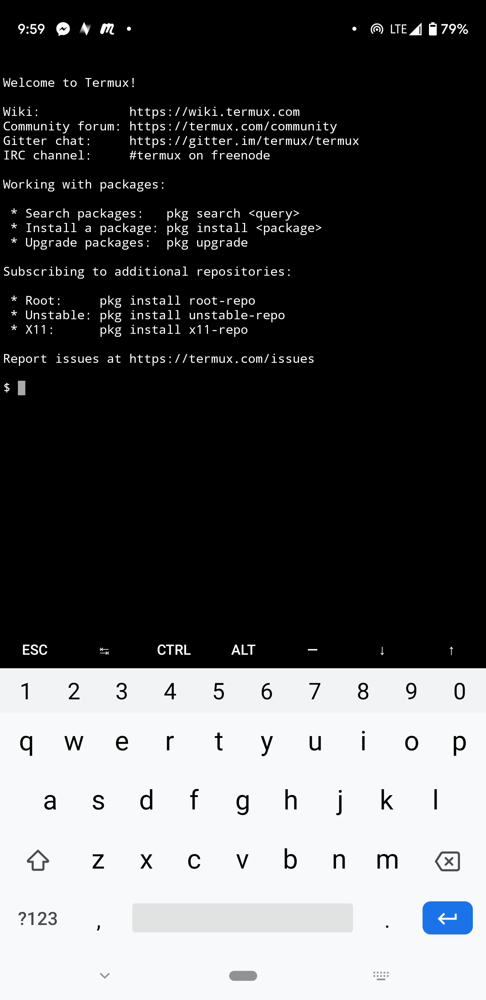 9:59 LTE 79%
Welcome to Termux!
Wiki: https://wiki.termux.com
Community forum: https://termux.com/community
Gitter chat: https://gitter.im/termux/termux
IRC channel: #termux on freenode
Working with packages:
* Search packages: pkg search <query>
* Install a package: pkg install <package>
* Upgrade packages: pkg upgrade
Subscribing to additional repositories:
* Root: pkg install root-repo
* Unstable: pkg install unstable-repo
* X11: pkg install x11-repo
Report issues at https://termux.com/issues
$
ESC ↹ CTRL ALT — ↓ ↑
1 2 3 4 5 6 7 8 9 0
q w e r t y u i o p
a s d f g h j k l
z x c v b n m
?123 , .